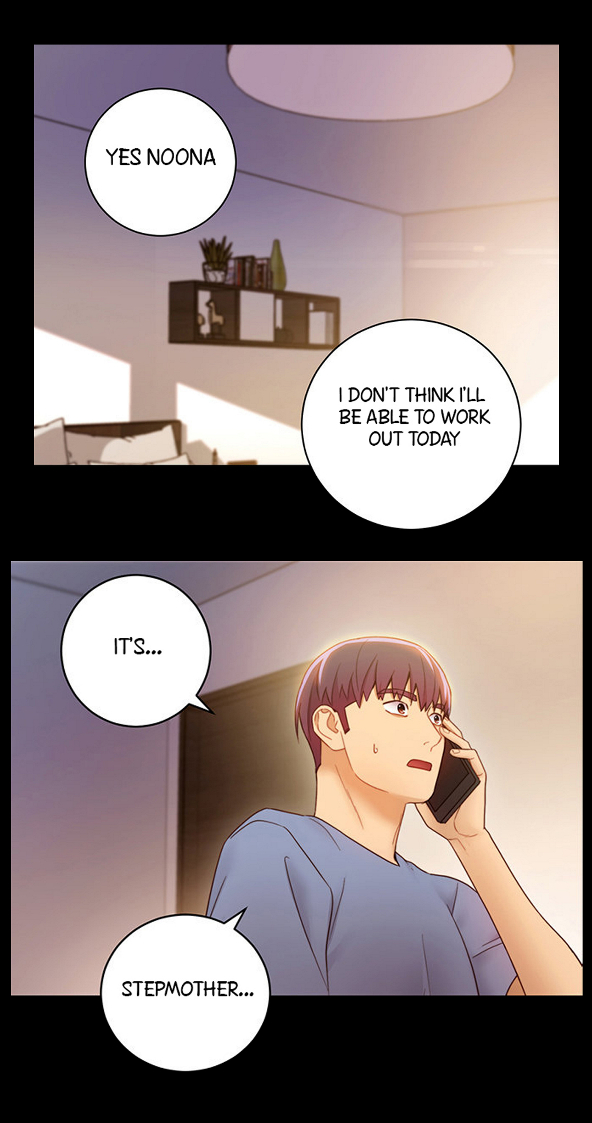 YES NOONA
I DON'T THINK I'LL
BE ABLE TO WORK
OUT TODAY
IT'S...
STEPMOTHER...